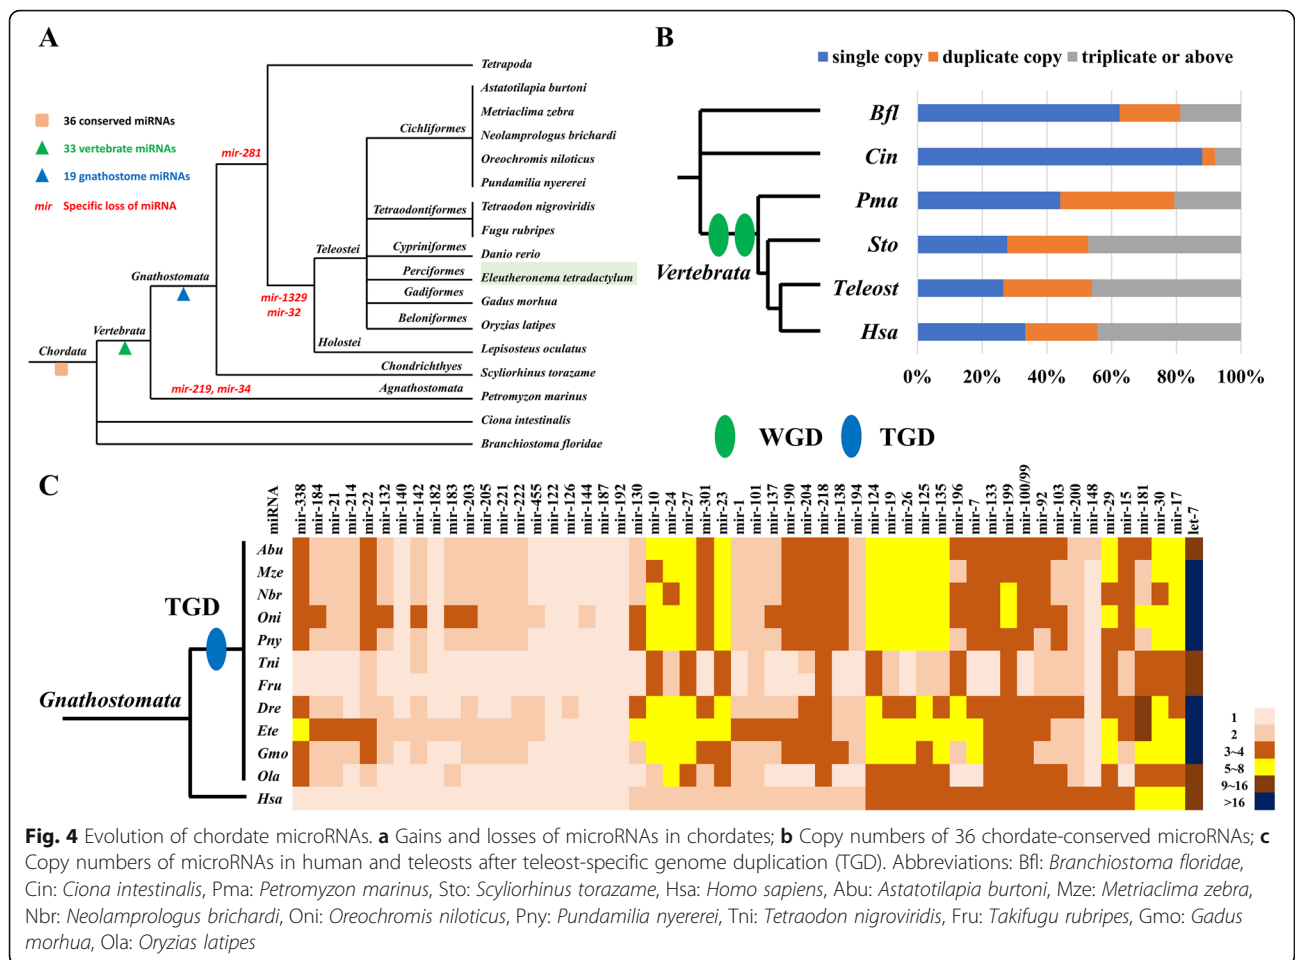 A
36 conserved miRNAs
33 vertebrate miRNAs
19 gnathostome miRNAs
mir Specific loss of miRNA
Chordata
Vertebrata
Gnathostomata
mir-281
mir-1329
mir-32
mir-219, mir-34
Teleostei
Holostei
Cichliformes
Tetraodontiformes
Cypriniformes
Perciformes
Gadiformes
Beloniformes
Chondrichthyes
Agnathostomata
Tetrapoda
Astatotilapia burtoni
Metriaclima zebra
Neolamprologus brichardi
Oreochromis niloticus
Pundamilia nyererei
Tetraodon nigroviridis
Fugu rubripes
Danio rerio
Eleutheronema tetradactylum
Gadus morhua
Oryzias latipes
Lepisosteus oculatus
Scyliorhinus torazame
Petromyzon marinus
Ciona intestinalis
Branchiostoma floridae
B
single copy duplicate copy triplicate or above
Bfl
Cin
Pma
Sto
Teleost
Hsa
Vertebrata
0% 20% 40% 60% 80% 100%
WGD TGD
C
miRNA
mir-338
mir-184
mir-21
mir-214
mir-22
mir-132
mir-140
mir-142
mir-182
mir-183
mir-203
mir-205
mir-221
mir-222
mir-455
mir-122
mir-126
mir-144
mir-187
mir-192
mir-130
mir-10
mir-24
mir-27
mir-301
mir-23
mir-1
mir-101
mir-137
mir-190
mir-204
mir-218
mir-138
mir-194
mir-124
mir-19
mir-26
mir-125
mir-135
mir-196
mir-7
mir-133
mir-199
mir-100/99
mir-92
mir-103
mir-200
mir-148
mir-29
mir-15
mir-181
mir-30
mir-17
let-7
TGD
Gnathostomata
Abu
Mze
Nbr
Oni
Pny
Tni
Fru
Dre
Ete
Gmo
Ola
Hsa
1
2
3~4
5~8
9~16
>16
Fig. 4 Evolution of chordate microRNAs. a Gains and losses of microRNAs in chordates; b Copy numbers of 36 chordate-conserved microRNAs; c
Copy numbers of microRNAs in human and teleosts after teleost-specific genome duplication (TGD). Abbreviations: Bfl: Branchiostoma floridae,
Cin: Ciona intestinalis, Pma: Petromyzon marinus, Sto: Scyliorhinus torazame, Hsa: Homo sapiens, Abu: Astatotilapia burtoni, Mze: Metriaclima zebra,
Nbr: Neolamprologus brichardi, Oni: Oreochromis niloticus, Pny: Pundamilia nyererei, Tni: Tetraodon nigroviridis, Fru: Takifugu rubripes, Gmo: Gadus
morhua, Ola: Oryzias latipes